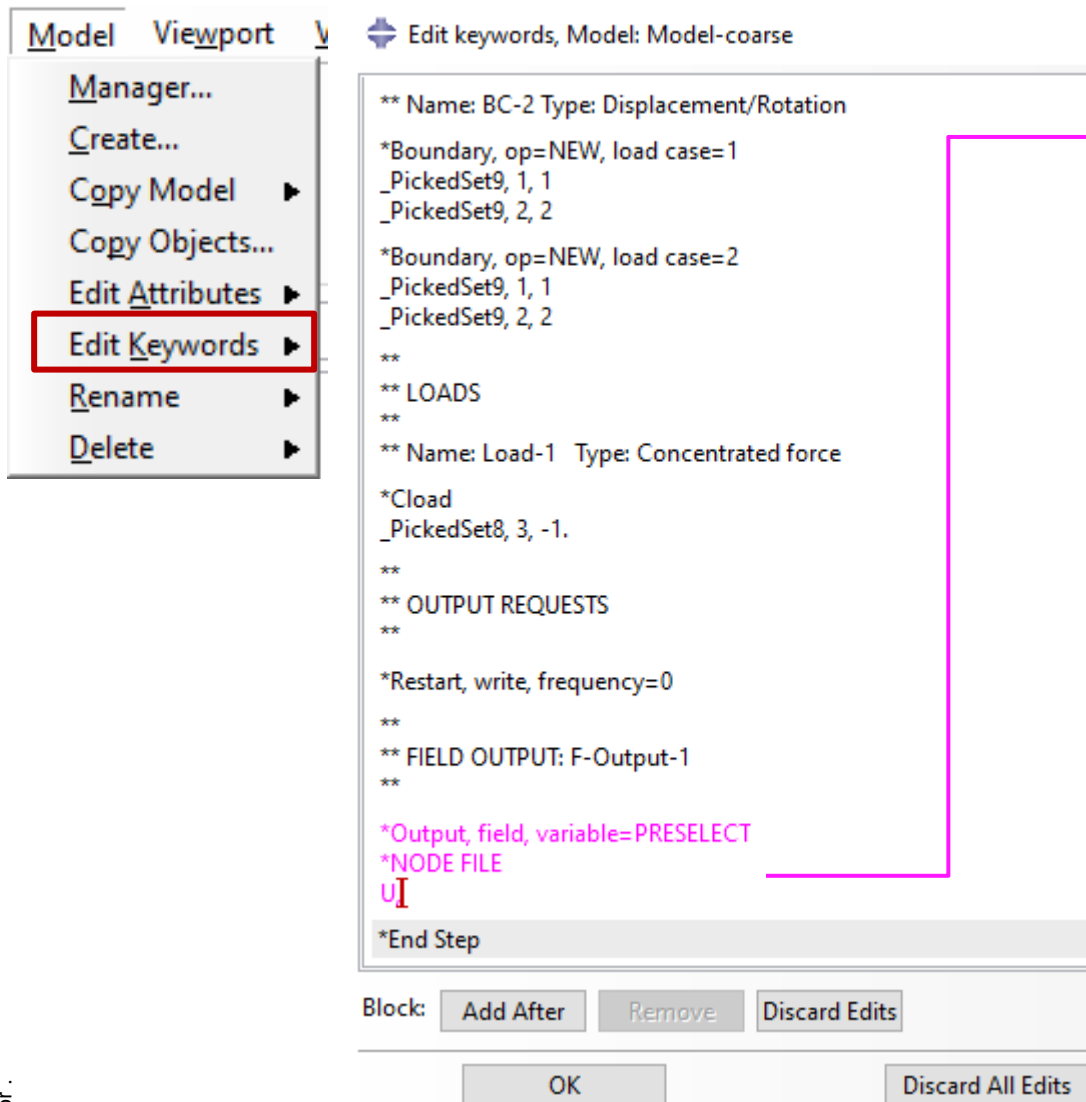 Model Viewport V
Manager...
Create...
Copy Model
Copy Objects...
Edit Attributes
Edit Keywords
Rename
Delete
Edit keywords, Model: Model-coarse
** Name: BC-2 Type: Displacement/Rotation
*Boundary, op=NEW, load case=1
_PickedSet9, 1, 1
_PickedSet9, 2, 2
*Boundary, op=NEW, load case=2
_PickedSet9, 1, 1
_PickedSet9, 2, 2
**
** LOADS
**
** Name: Load-1   Type: Concentrated force
*Cload
_PickedSet8, 3, -1.
**
** OUTPUT REQUESTS
**
*Restart, write, frequency=0
**
** FIELD OUTPUT: F-Output-1
**
*Output, field, variable=PRESELECT
*NODE FILE
U,
*End Step
Block: Add After Remove Discard Edits
OK Discard All Edits